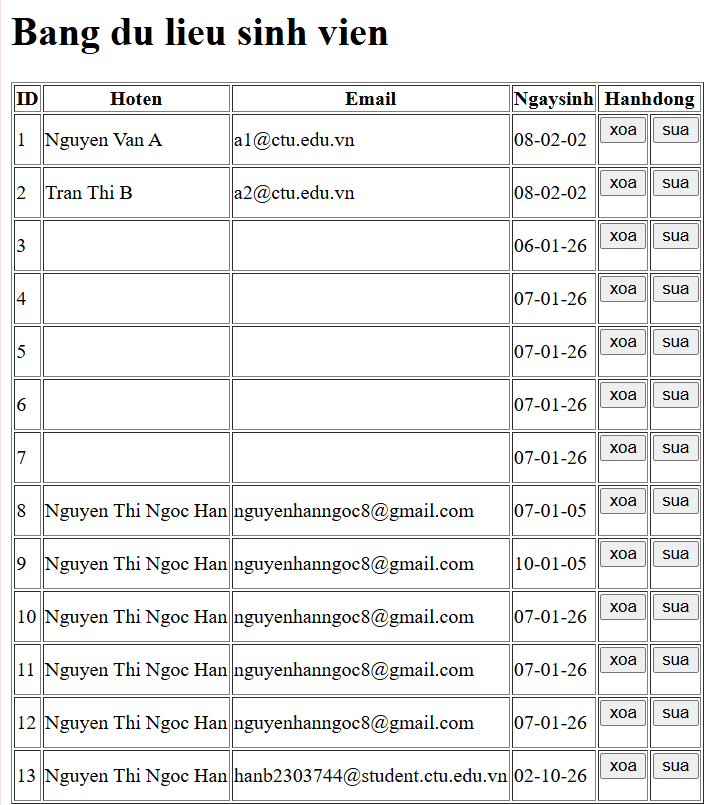 Bang du lieu sinh vien
ID Hoten Email Ngaysinh Hanhdong
1 Nguyen Van A a1@ctu.edu.vn 08-02-02 xoa sua
2 Tran Thi B a2@ctu.edu.vn 08-02-02 xoa sua
3 06-01-26 xoa sua
4 07-01-26 xoa sua
5 07-01-26 xoa sua
6 07-01-26 xoa sua
7 07-01-26 xoa sua
8 Nguyen Thi Ngoc Han nguyenhanngoc8@gmail.com 07-01-05 xoa sua
9 Nguyen Thi Ngoc Han nguyenhanngoc8@gmail.com 10-01-05 xoa sua
10 Nguyen Thi Ngoc Han nguyenhanngoc8@gmail.com 07-01-26 xoa sua
11 Nguyen Thi Ngoc Han nguyenhanngoc8@gmail.com 07-01-26 xoa sua
12 Nguyen Thi Ngoc Han nguyenhanngoc8@gmail.com 07-01-26 xoa sua
13 Nguyen Thi Ngoc Han hanb2303744@student.ctu.edu.vn 02-10-26 xoa sua